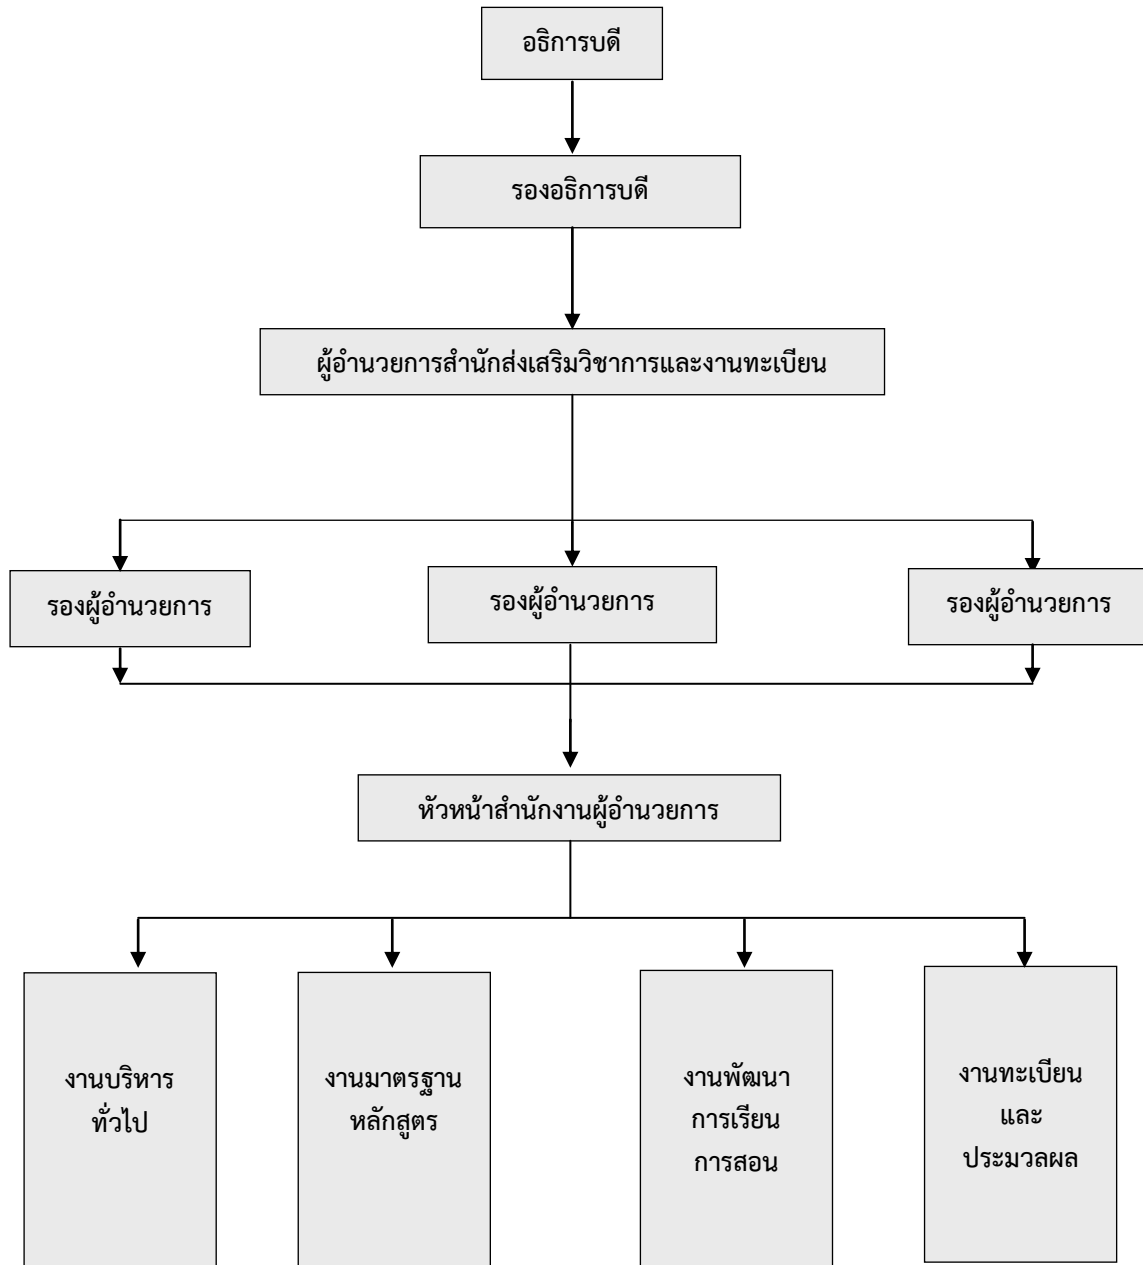 อธิการบดี
รองอธิการบดี
ผู้อำนวยการสำนักส่งเสริมวิชาการและงานทะเบียน
รองผู้อำนวยการ
รองผู้อำนวยการ
รองผู้อำนวยการ
หัวหน้าสำนักงานผู้อำนวยการ
งานบริหาร
ทั่วไป
งานมาตรฐาน
หลักสูตร
งานพัฒนา
การเรียน
การสอน
งานทะเบียน
และ
ประมวลผล